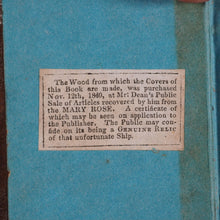 The Wood from which the Covers of
this Book are made, was purchased
Nov. 12th, 1840, at Mr. Dean's Public
Sale of Articles recovered by him from
the MARY ROSE. A certificate of
which may be seen on application to
the Publisher. The Public may con-
fide on its being a GENUINE RELIC
of that unfortunate Ship.